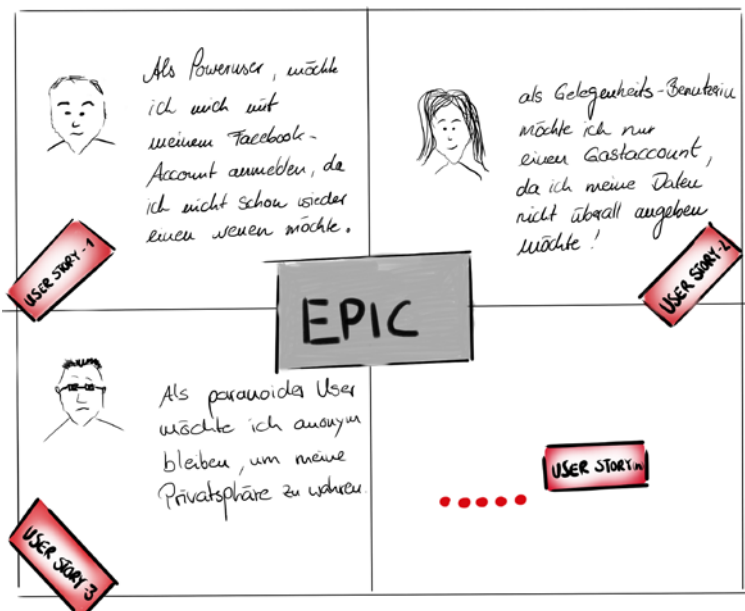 Als Poweruser, möchte
ich mich mit
meinem Facebook-
Account anmelden, da
ich nicht schon wieder
einen neuen möchte.
USER STORY-1
als Gelegenheits-Benutzerin
möchte ich nur
einen Gastaccount,
da ich meine Daten
nicht überall angeben
möchte!
USER STORY-2
EPIC
Als paranoider User
möchte ich anonym
bleiben, um meine
Privatsphäre zu wahren.
USER STORY-3
USER STORY(n)